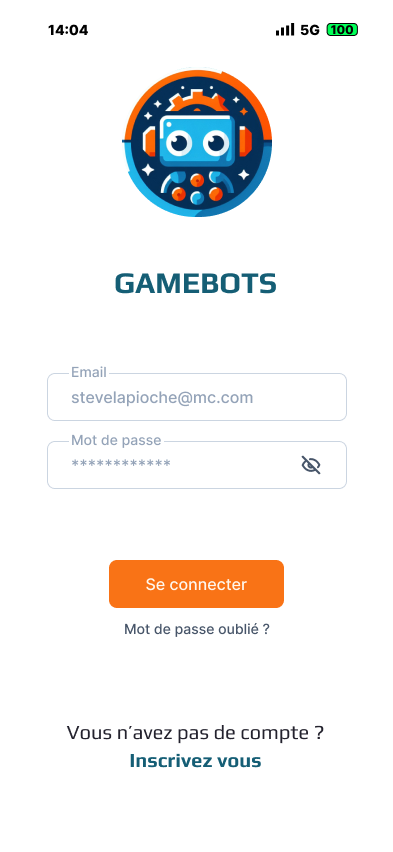 14:04 5G 100
GAMEBOTS
Email
stevelapioche@mc.com
Mot de passe
************
Se connecter
Mot de passe oublié ?
Vous n’avez pas de compte ?
Inscrivez vous